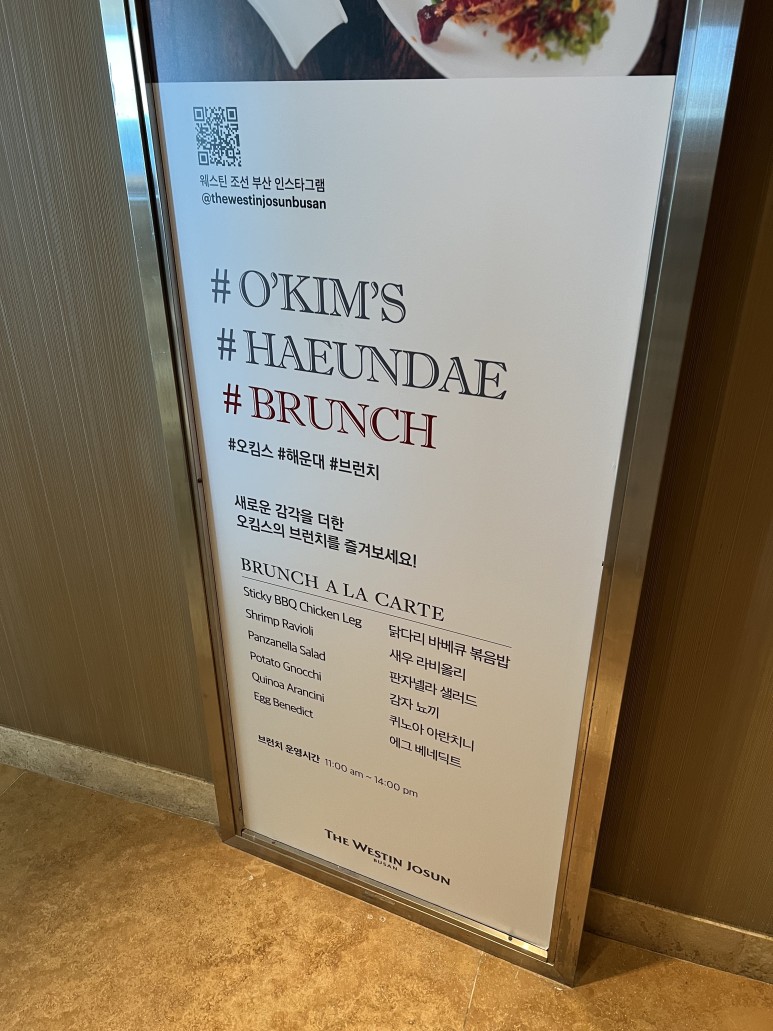 웨스틴 조선 부산 인스타그램
@thewestinjosunbusan
# O'KIM'S
# HAEUNDAE
# BRUNCH
#오킴스 #해운대 #브런치
새로운 감각을 더한
오킴스의 브런치를 즐겨보세요!
BRUNCH A LA CARTE
Sticky BBQ Chicken Leg 닭다리 바베큐 볶음밥
Shrimp Ravioli 새우 라비올리
Panzanella Salad 판자넬라 샐러드
Potato Gnocchi 감자 뇨끼
Quinoa Arancini 퀴노아 아란치니
Egg Benedict 에그 베네딕트
브런치 운영시간 11:00 am ~ 14:00 pm
THE WESTIN JOSUN
BUSAN